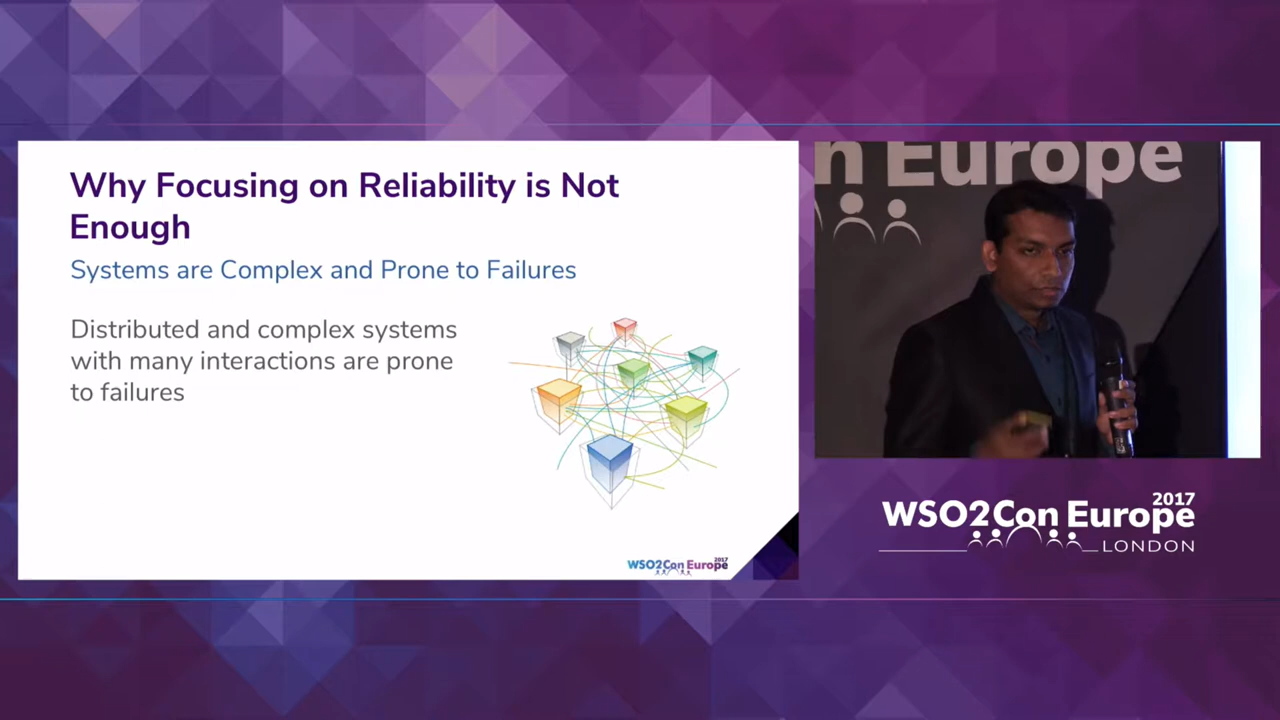 Why Focusing on Reliability is Not
Enough
Systems are Complex and Prone to Failures
Distributed and complex systems
with many interactions are prone
to failures
WSO2Con Europe 2017
n Europe
WSO2Con Europe 2017
LONDON